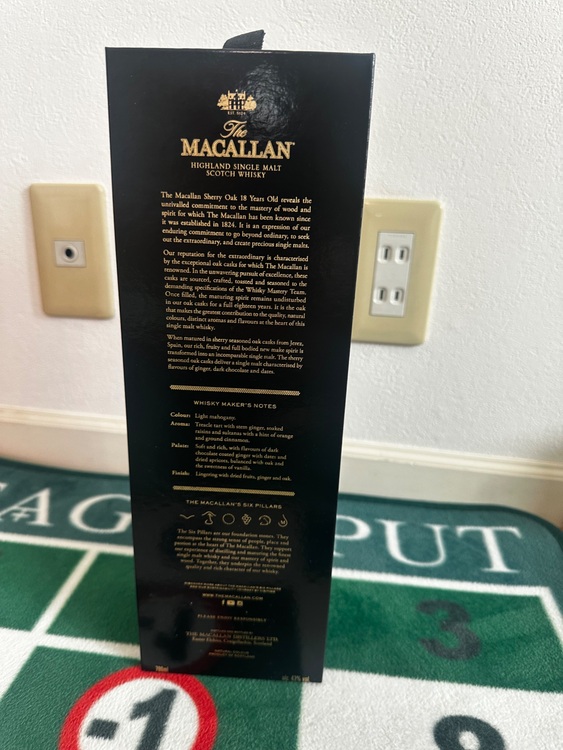 EST. 1824
The
MACALLAN
HIGHLAND SINGLE MALT
SCOTCH WHISKY
The Macallan Sherry Oak 18 Years Old reveals the
unrivalled commitment to the mastery of wood and
spirit for which The Macallan has been known since
it was established in 1824. It is an expression of our
enduring commitment to go beyond ordinary, to seek
out the extraordinary, and create precious single malts.
Our reputation for the extraordinary is characterised
by the exceptional oak casks for which The Macallan is
renowned. In the unwavering pursuit of excellence, these
casks are sourced, crafted, toasted and seasoned to the
demanding specifications of the Whisky Mastery Team.
Once filled, the maturing spirit remains undisturbed
in our oak casks for a full eighteen years. It is the oak
that makes the greatest contribution to the quality, natural
colours, distinct aromas and flavours at the heart of this
single malt whisky.
When matured in sherry seasoned oak casks from Jerez,
Spain, our rich, fruity and full bodied new make spirit is
transformed into an incomparable single malt. The sherry
seasoned oak casks deliver a single malt characterised by
flavours of ginger, dark chocolate and dates.
WHISKY MAKER'S NOTES
Colour: Light mahogany.
Aroma: Treacle tart with stem ginger, soaked
raisins and sultanas with a hint of orange
and ground cinnamon.
Palate: Soft and rich, with flavours of dark
chocolate coated ginger with dates and
dried apricots, balanced with oak and
the sweetness of vanilla.
Finish: Lingering with dried fruits, ginger and oak.
THE MACALLAN'S SIX PILLARS
The Six Pillars are our foundation stones. They
encompass the strong sense of people, place and
passion at the heart of The Macallan. They support
our experience of distilling and maturing the finest
single malt whisky and our mastery of spirit and
wood. Together, they underpin the renowned
quality and rich character of our whisky.
WWW.THEMACALLAN.COM
PLEASE ENJOY RESPONSIBLY
THE MACALLAN DISTILLERS LTD.
Easter Elchies, Craigellachie, Scotland
PRODUCT OF SCOTLAND
700ml 43% vol
PUT
3
-1